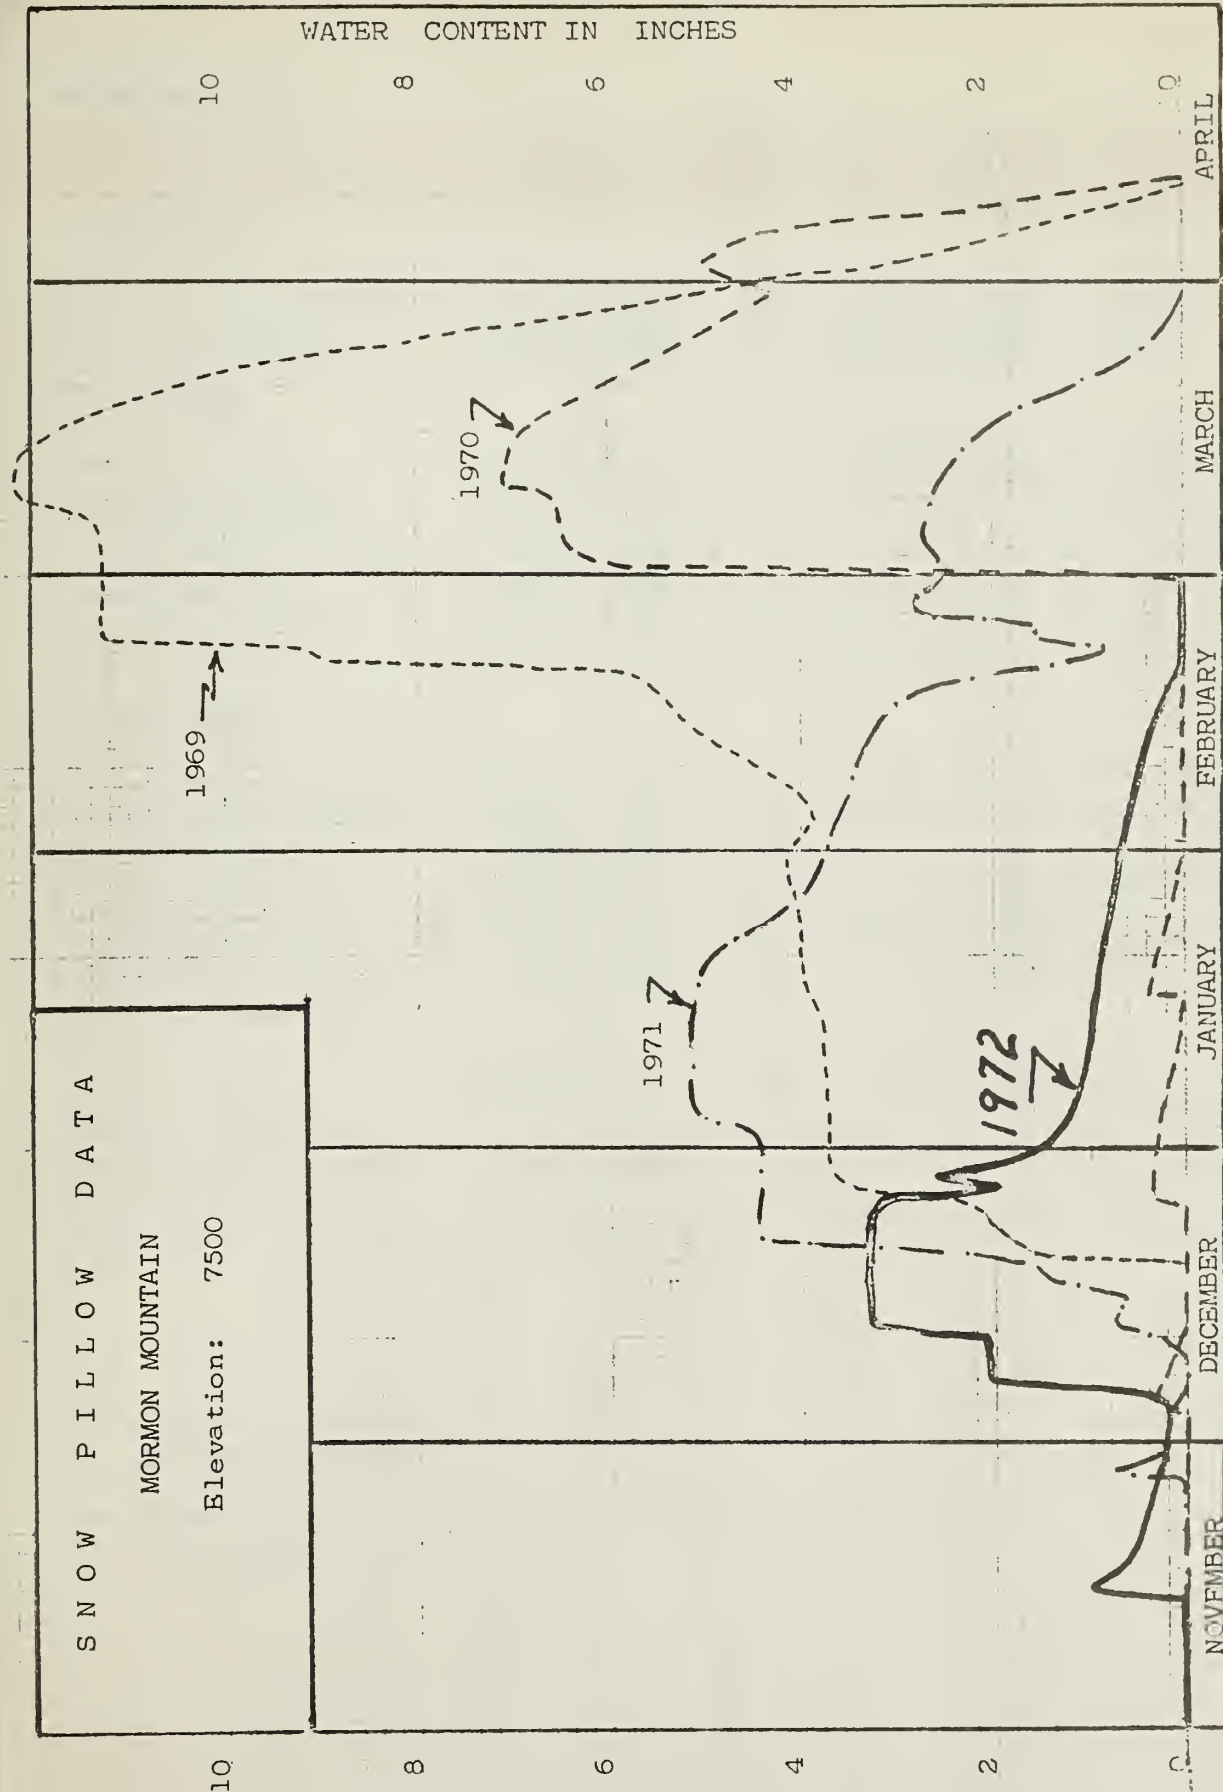 WATER CONTENT IN INCHES
10
8
6
4
2
0
SNOW PILLOW DATA
MORMON MOUNTAIN
Elevation: 7500
1969
1970
1971
1972
10
8
6
4
2
0
NOVEMBER
DECEMBER
JANUARY
FEBRUARY
MARCH
APRIL